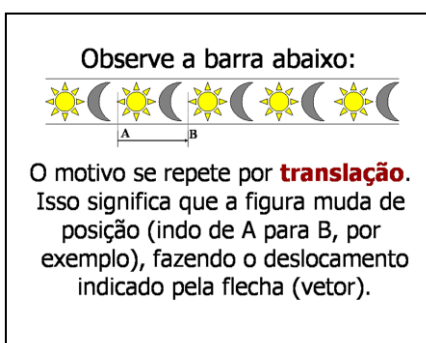 Observe a barra abaixo:
A B
O motivo se repete por translação.
Isso significa que a figura muda de
posição (indo de A para B, por
exemplo), fazendo o deslocamento
indicado pela flecha (vetor).